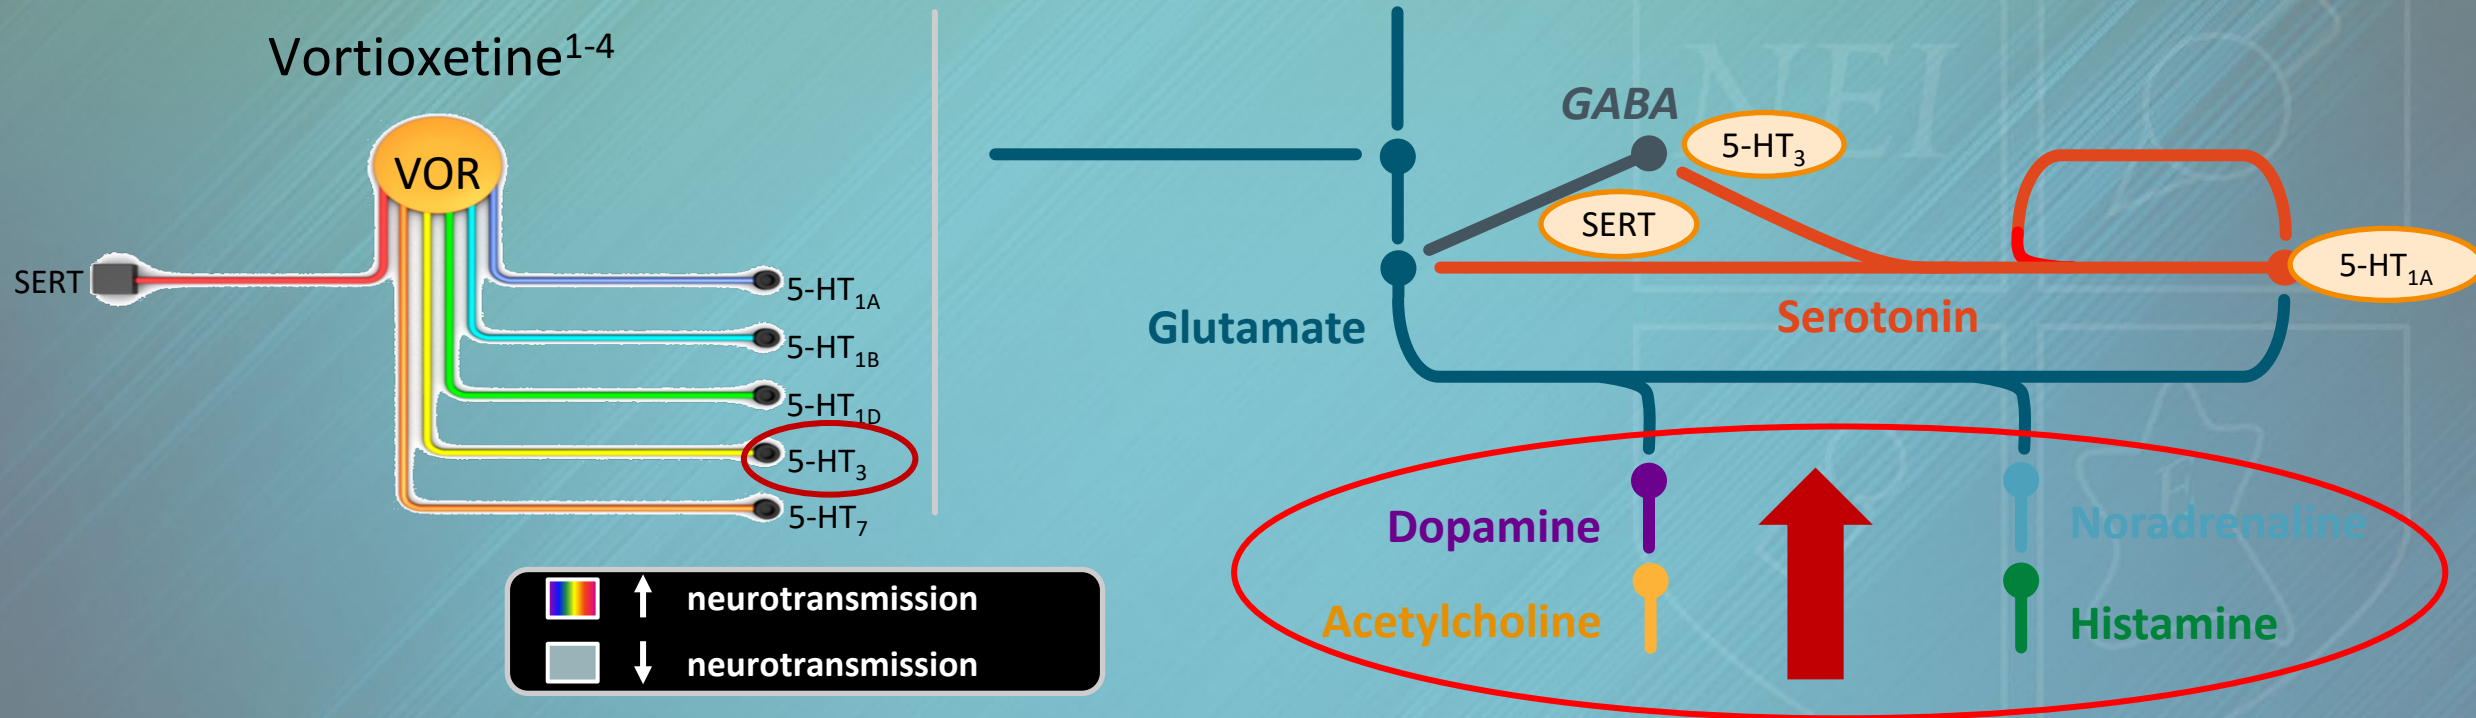 Vortioxetine¹⁻⁴
VOR
SERT
5-HT₁A
5-HT₁B
5-HT₁D
5-HT₃
5-HT₇
↑ neurotransmission
↓ neurotransmission
NEI
GABA
5-HT₃
SERT
5-HT₁A
Glutamate
Serotonin
Dopamine
Noradrenaline
Acetylcholine
Histamine
E